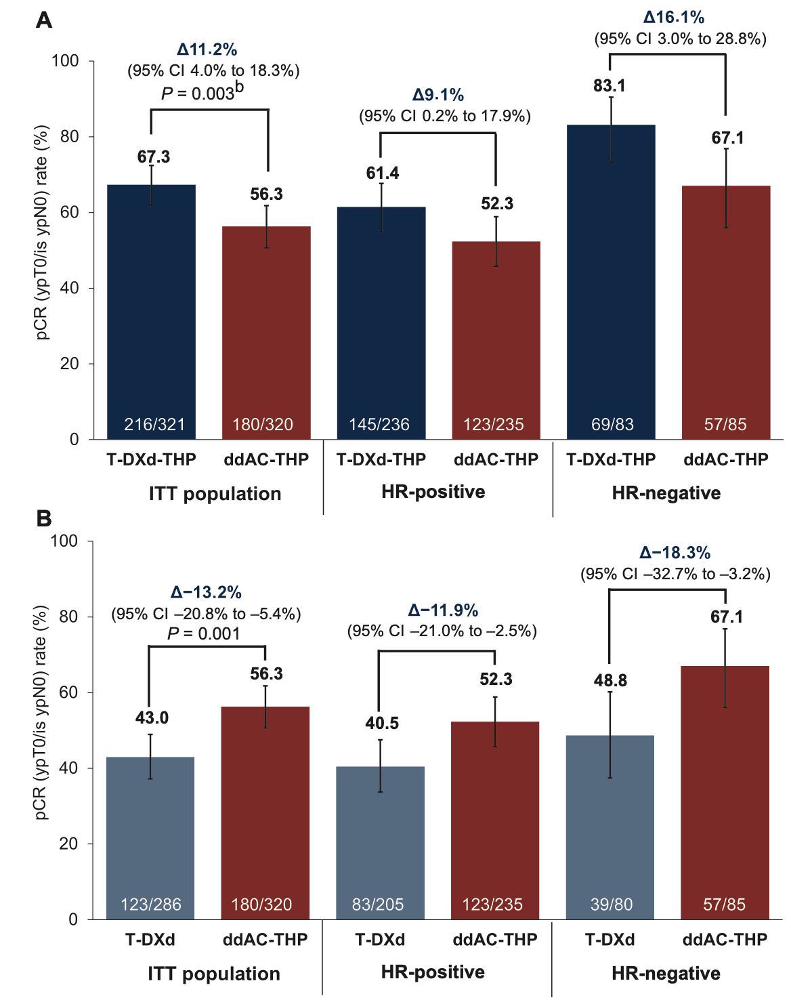 A
Δ11.2%
(95% CI 4.0% to 18.3%)
P = 0.003b
Δ9.1%
(95% CI 0.2% to 17.9%)
Δ16.1%
(95% CI 3.0% to 28.8%)
pCR (ypT0/is ypN0) rate (%)
100
80
60
40
20
0
67.3
56.3
61.4
52.3
83.1
67.1
216/321
180/320
145/236
123/235
69/83
57/85
T-DXd-THP
ddAC-THP
T-DXd-THP
ddAC-THP
T-DXd-THP
ddAC-THP
ITT population
HR-positive
HR-negative
B
Δ−13.2%
(95% CI –20.8% to –5.4%)
P = 0.001
Δ−11.9%
(95% CI –21.0% to –2.5%)
Δ−18.3%
(95% CI –32.7% to –3.2%)
pCR (ypT0/is ypN0) rate (%)
100
80
60
40
20
0
43.0
56.3
40.5
52.3
48.8
67.1
123/286
180/320
83/205
123/235
39/80
57/85
T-DXd
ddAC-THP
T-DXd
ddAC-THP
T-DXd
ddAC-THP
ITT population
HR-positive
HR-negative